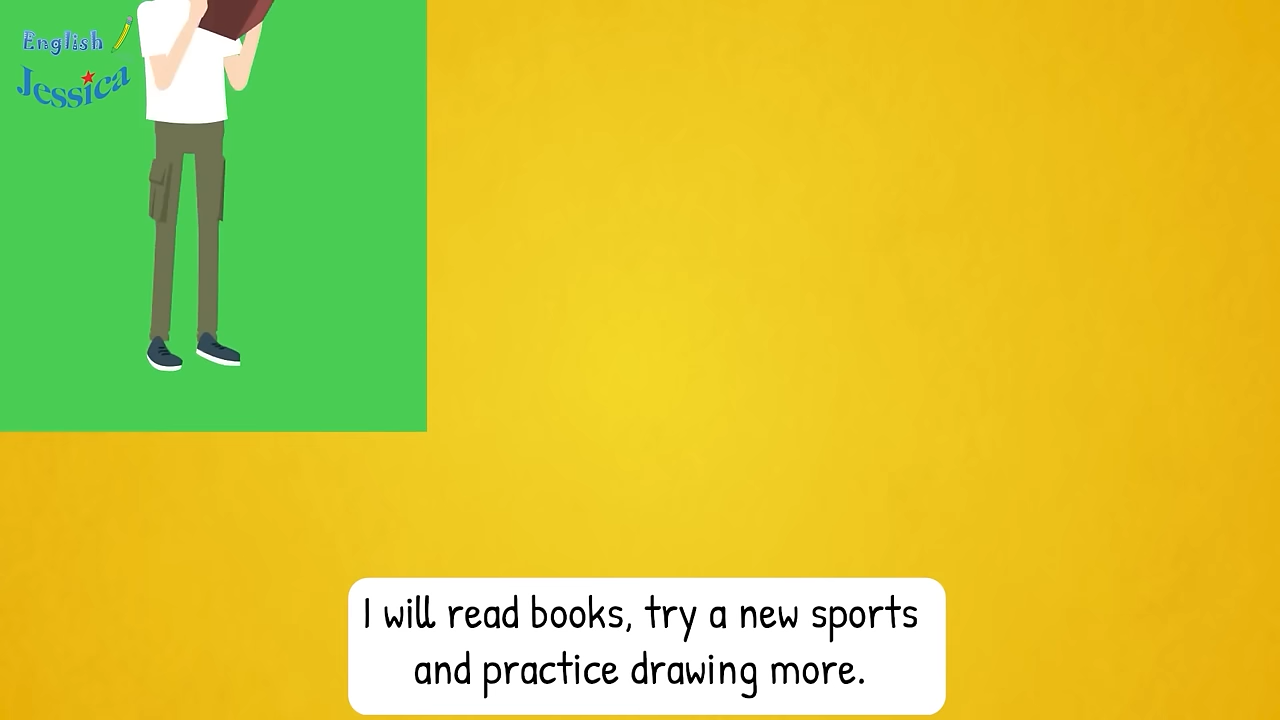 English
Jessica
I will read books, try a new sports
and practice drawing more.